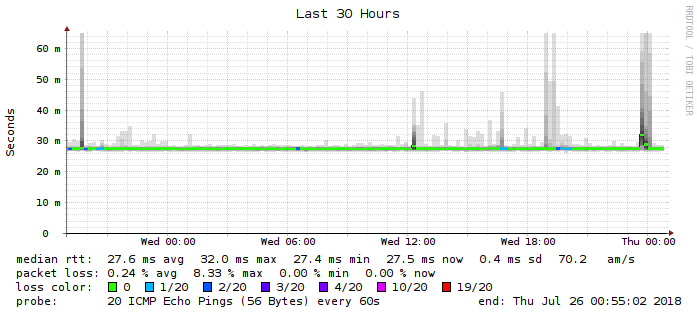 Last 30 Hours
RRDTOOL / TOBI OETIKER
Seconds
60 m
50 m
40 m
30 m
20 m
10 m
0
Wed 00:00 Wed 06:00 Wed 12:00 Wed 18:00 Thu 00:00
median rtt: 27.6 ms avg 32.0 ms max 27.4 ms min 27.5 ms now 0.4 ms sd 70.2 am/s
packet loss: 0.24 % avg 8.33 % max 0.00 % min 0.00 % now
loss color: 0 1/20 2/20 3/20 4/20 10/20 19/20
probe: 20 ICMP Echo Pings (56 Bytes) every 60s end: Thu Jul 26 00:55:02 2018